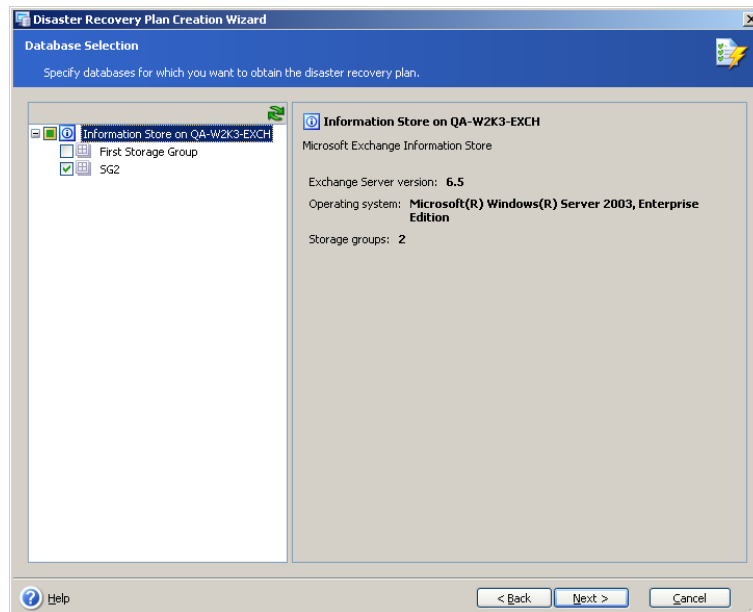 Disaster Recovery Plan Creation Wizard
Database Selection
Specify databases for which you want to obtain the disaster recovery plan.
Information Store on QA-W2K3-EXCH
First Storage Group
SG2
Information Store on QA-W2K3-EXCH
Microsoft Exchange Information Store
Exchange Server version: 6.5
Operating system: Microsoft(R) Windows(R) Server 2003, Enterprise
Edition
Storage groups: 2
Help
< Back
Next >
Cancel